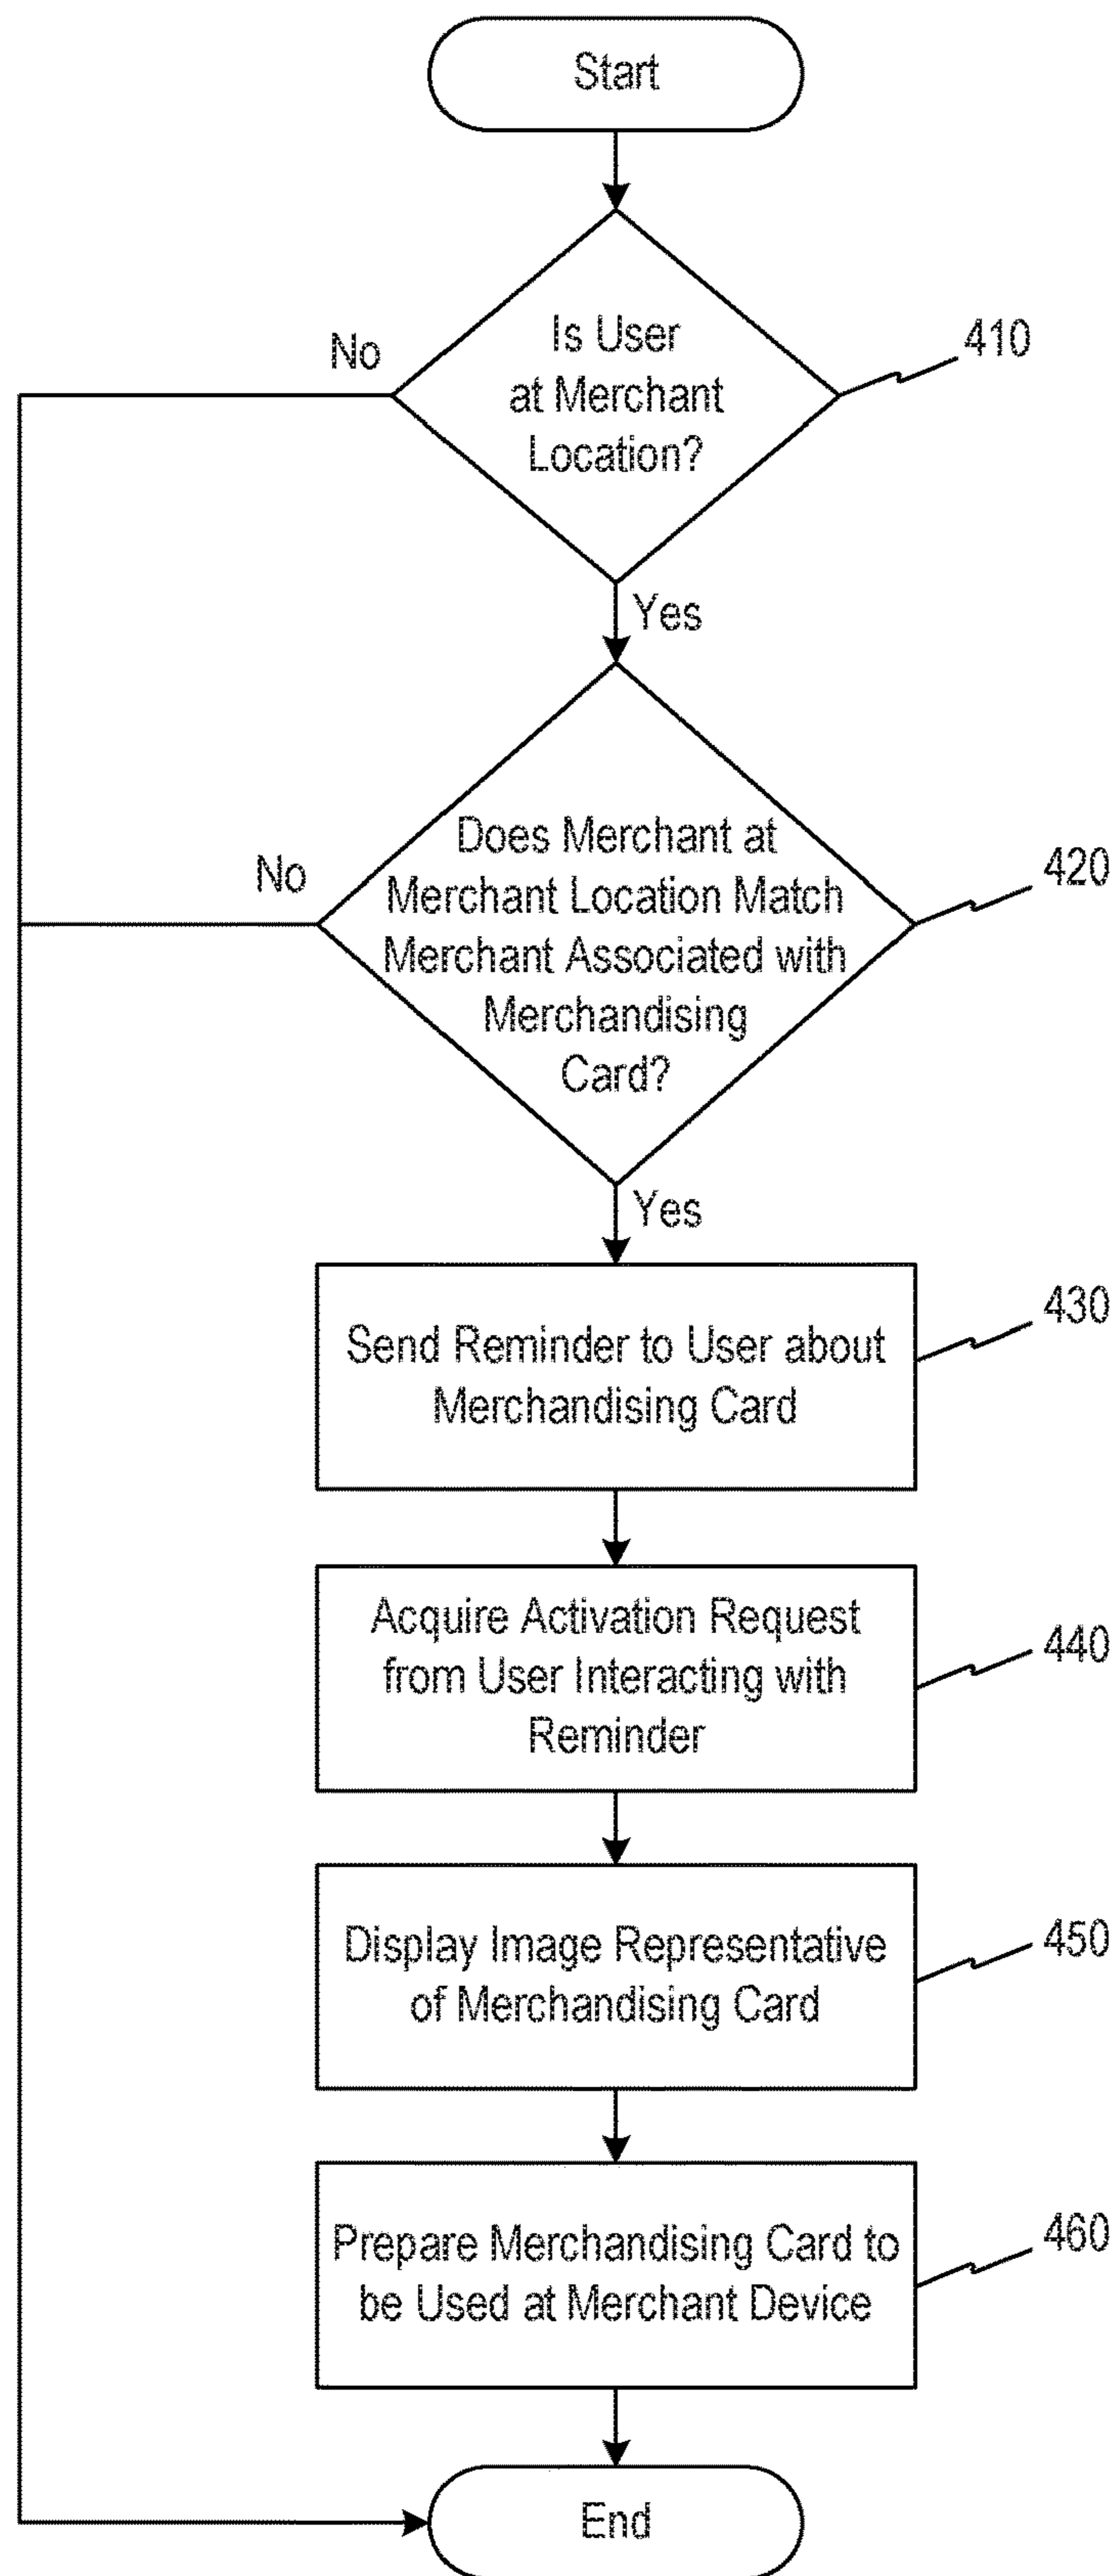 Start
Is User
at Merchant
Location?
410
No
Yes
Does Merchant at
Merchant Location Match
Merchant Associated with
Merchandising
Card?
420
No
Yes
Send Reminder to User about
Merchandising Card
430
Acquire Activation Request
from User Interacting with
Reminder
440
Display Image Representative
of Merchandising Card
450
Prepare Merchandising Card to
be Used at Merchant Device
460
End